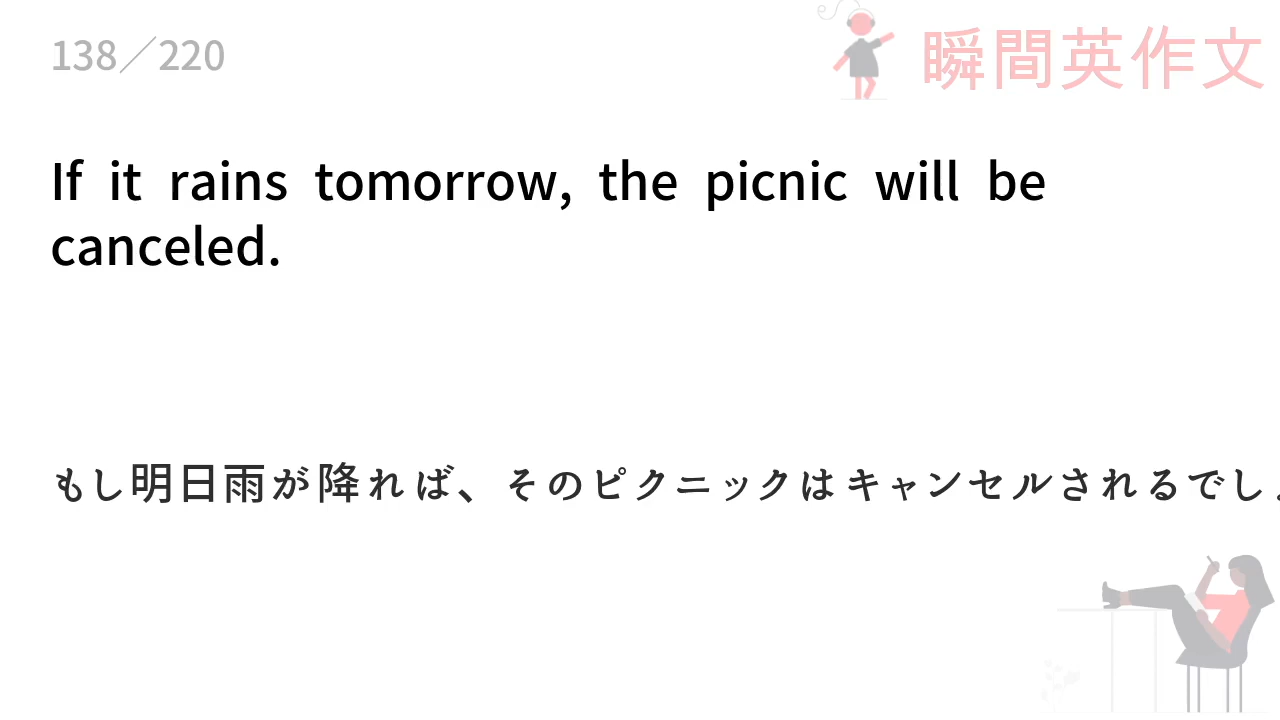 138／220
瞬間英作文
If it rains tomorrow, the picnic will be
canceled.
もし明日雨が降れば、そのピクニックはキャンセルされるでし